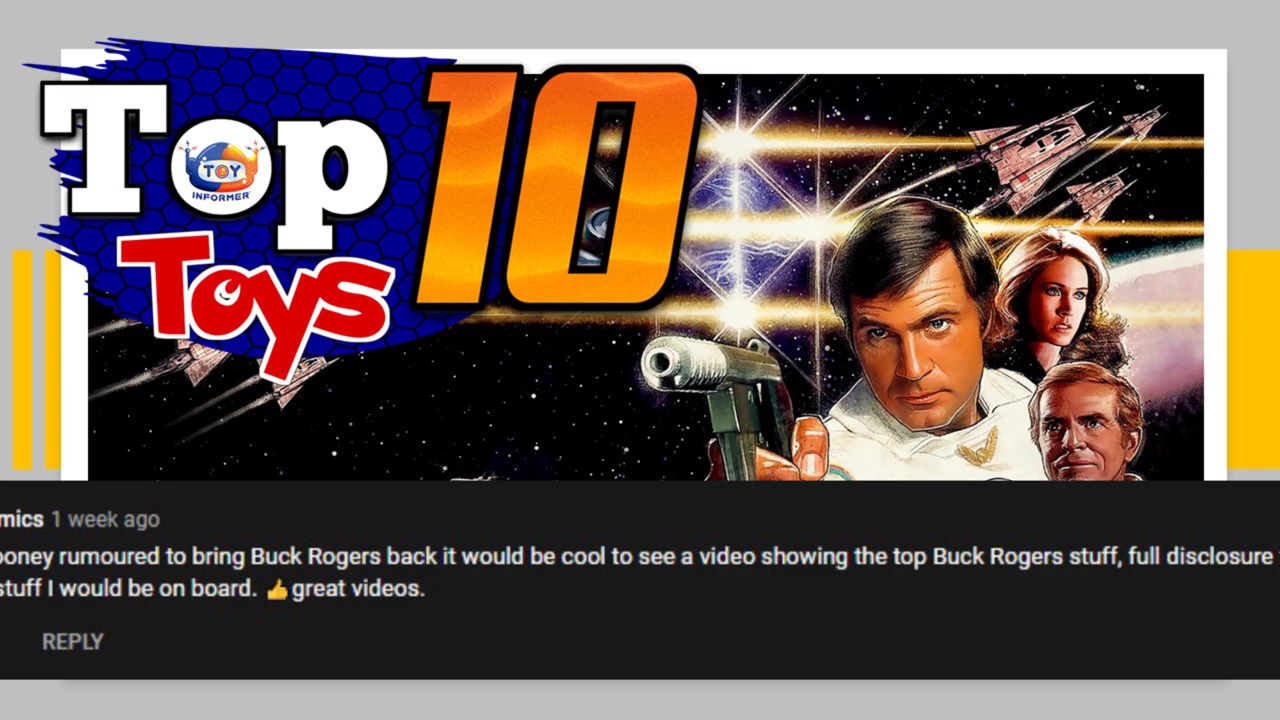 Top
10
TOY
INFORMER
Toys
mics 1 week ago
ooney rumoured to bring Buck Rogers back it would be cool to see a video showing the top Buck Rogers stuff, full disclosure
stuff I would be on board. 👍 great videos.
REPLY